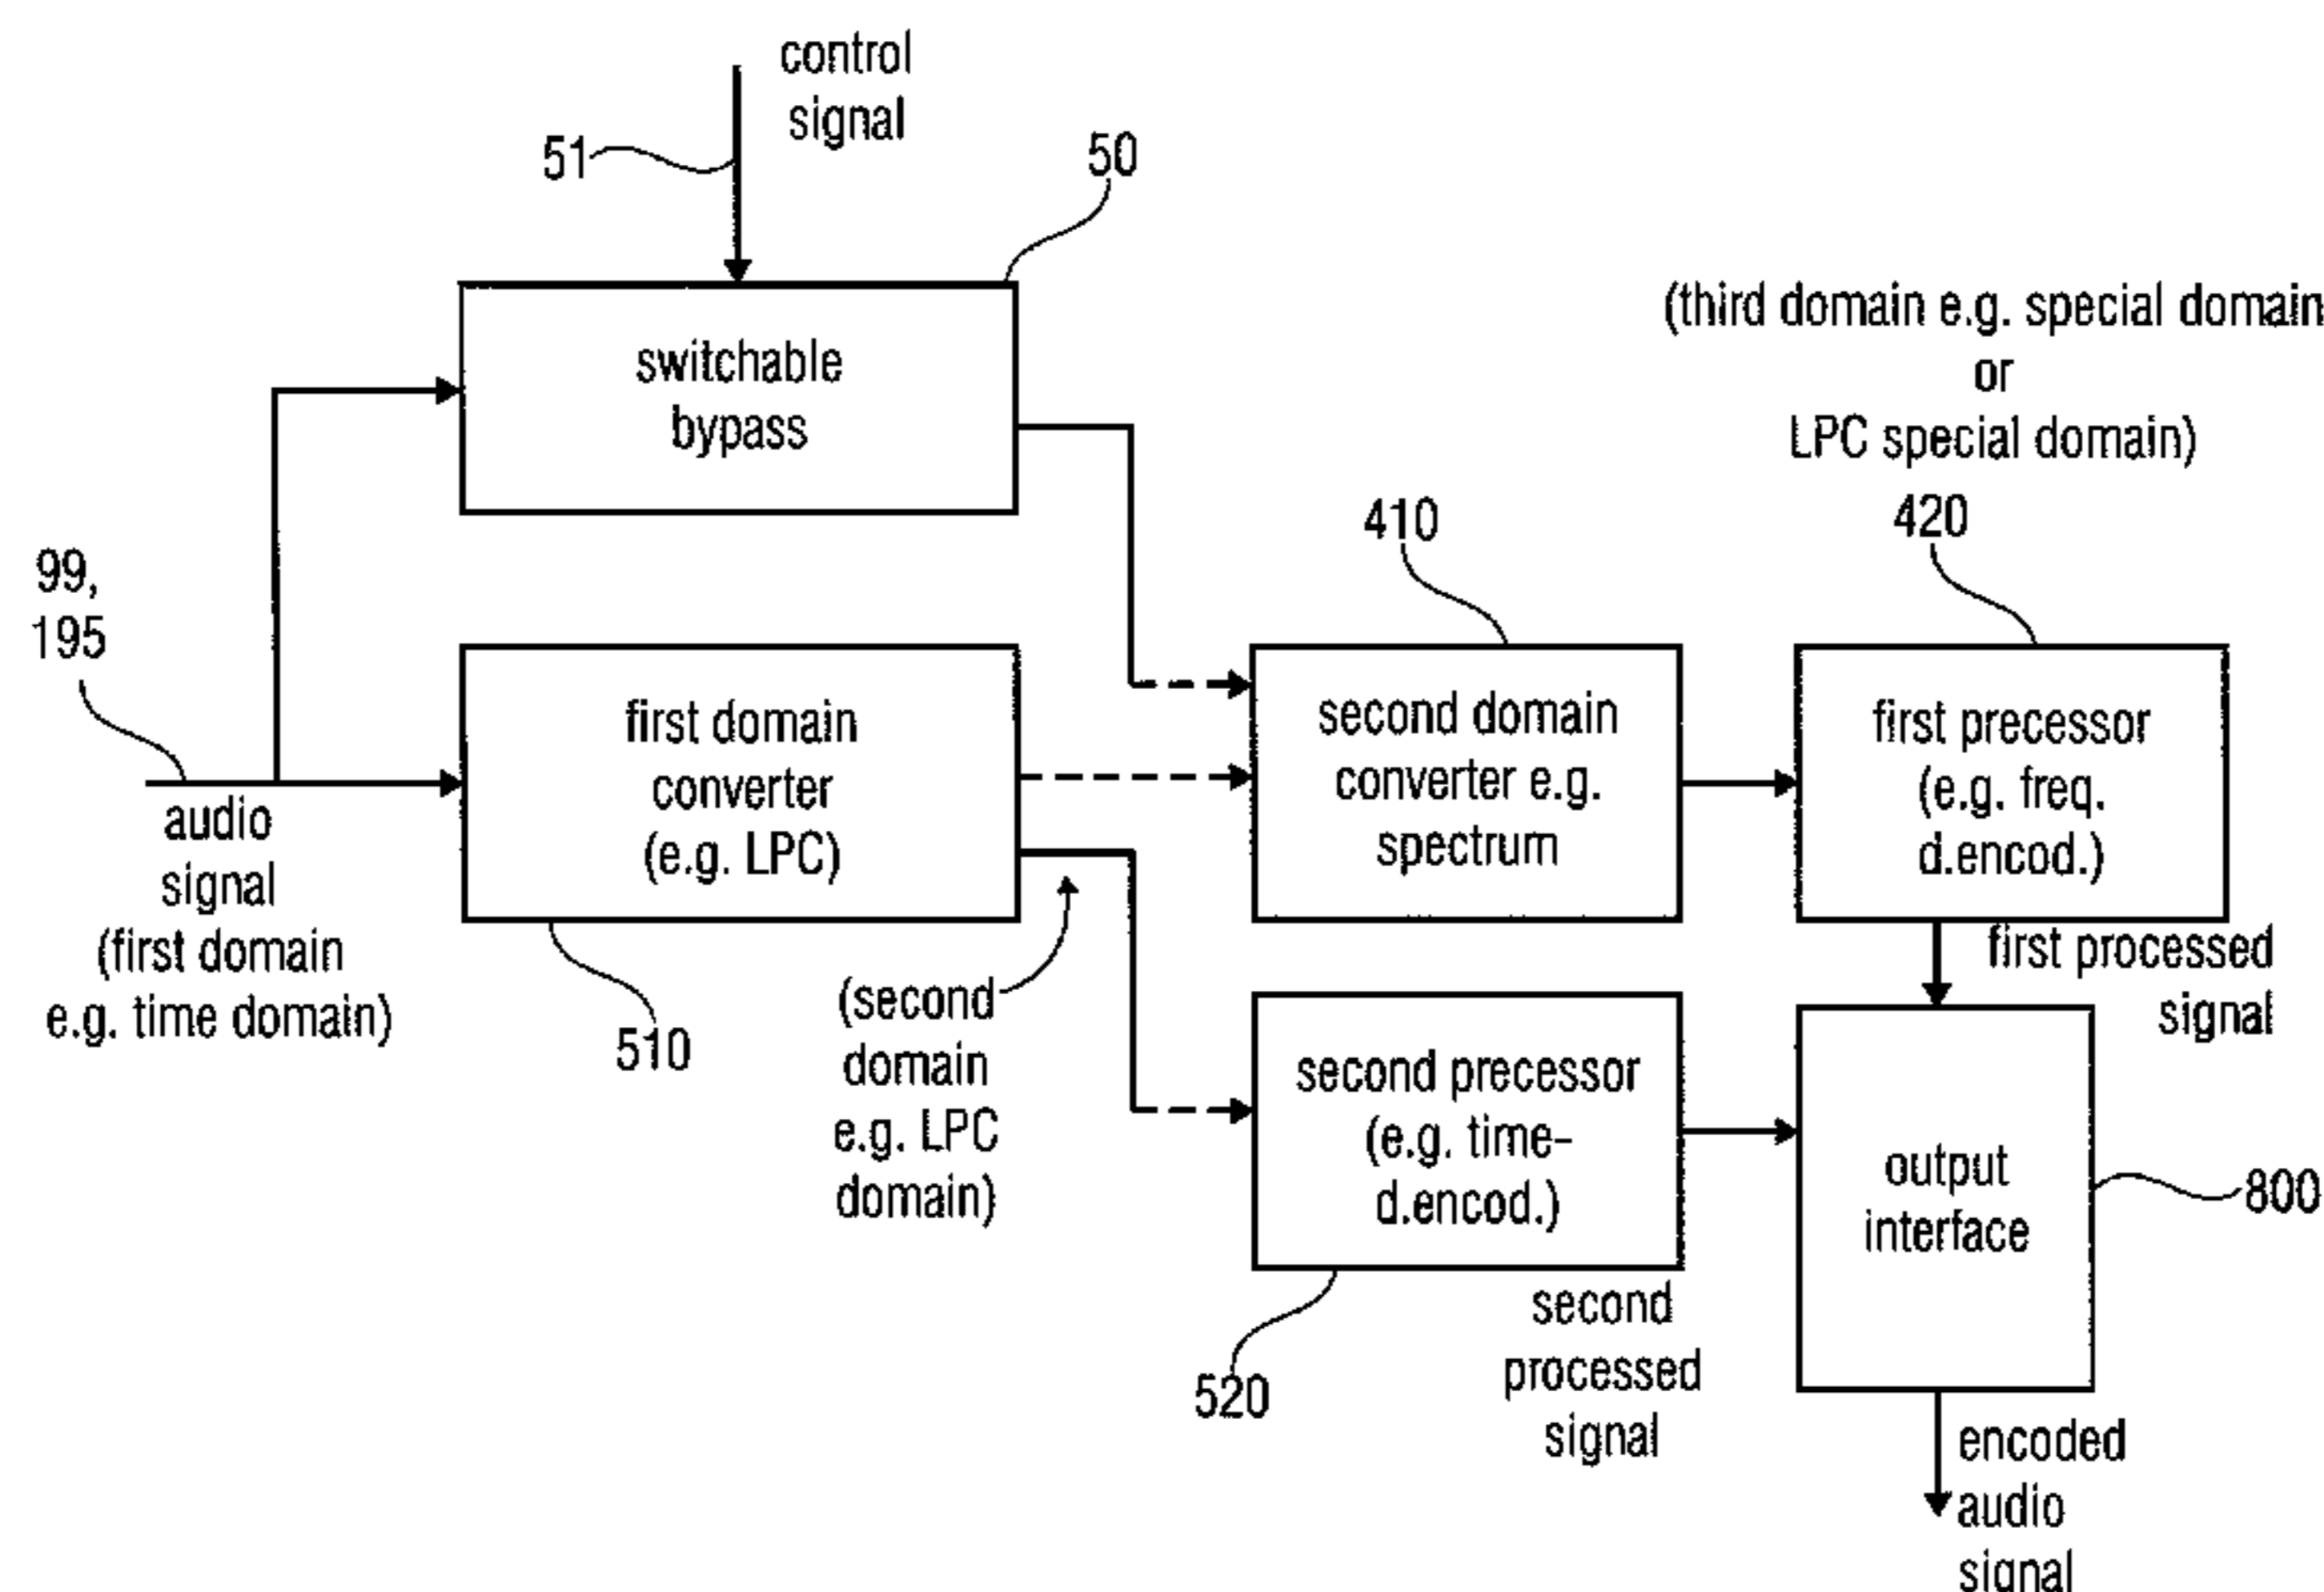 control
signal
51
50
switchable
bypass
(third domain e.g. special domain
or
LPC special domain)
410
420
99,
195
first domain
converter
(e.g. LPC)
second domain
converter e.g.
spectrum
first precessor
(e.g. freq.
d.encod.)
audio
signal
(first domain
e.g. time domain)
510
(second
domain
e.g. LPC
domain)
first processed
signal
second precessor
(e.g. time-
d.encod.)
output
interface
800
520
second
processed
signal
encoded
audio
signal